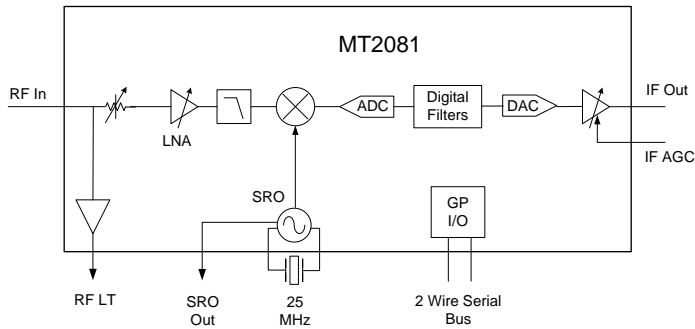 MT2081
RF In
LNA
ADC
Digital
Filters
DAC
IF Out
IF AGC
SRO
GP
I/O
RF LT
SRO
Out
25
MHz
2 Wire Serial
Bus